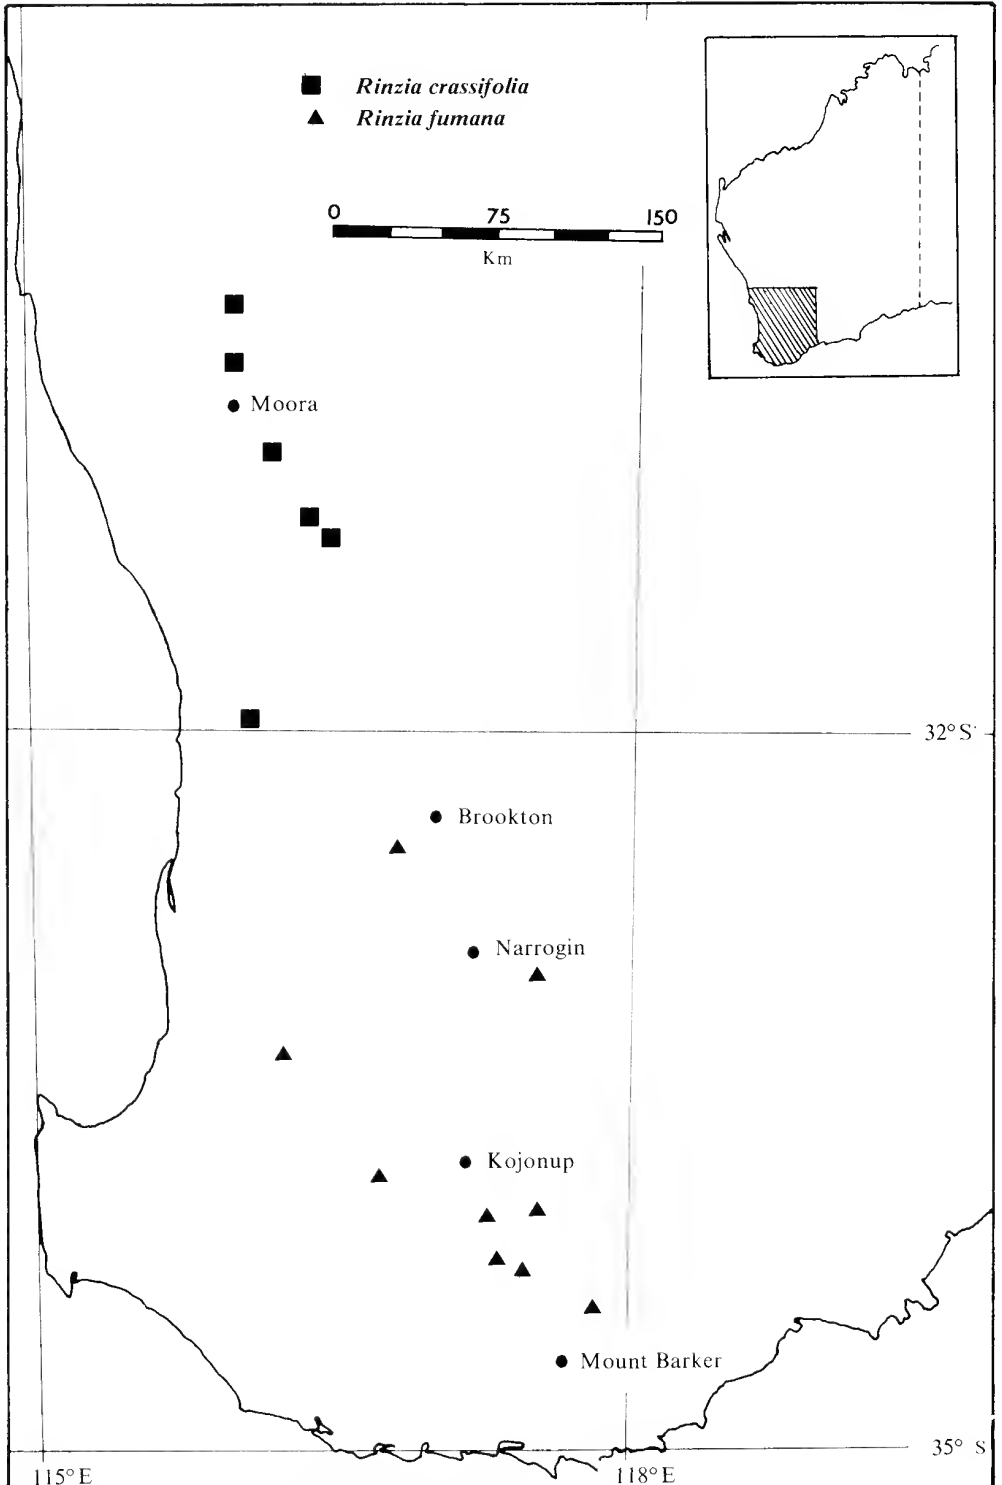 Rinzia crassifolia
Rinzia fumana
0 75 150
Km
Moora
32° S
Brookton
Narrogin
Kojonup
Mount Barker
35° S
115° E
118° E